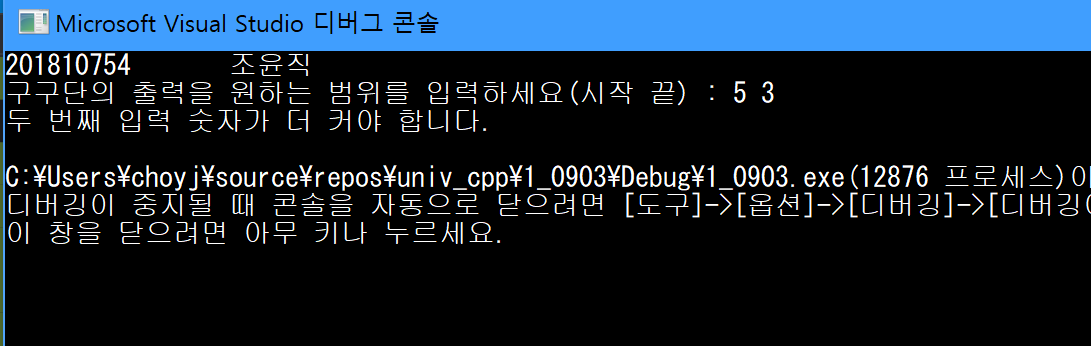 Microsoft Visual Studio 디버그 콘솔
201810754 조윤직
구구단의 출력을 원하는 범위를 입력하세요(시작 끝) : 5 3
두 번째 입력 숫자가 더 커야 합니다.
C:\Users\choyj\source\repos\univ_cpp\1_0903\Debug\1_0903.exe(12876 프로세스)이
디버깅이 중지될 때 콘솔을 자동으로 닫으려면 [도구]->[옵션]->[디버깅]->[디버깅(
이 창을 닫으려면 아무 키나 누르세요.